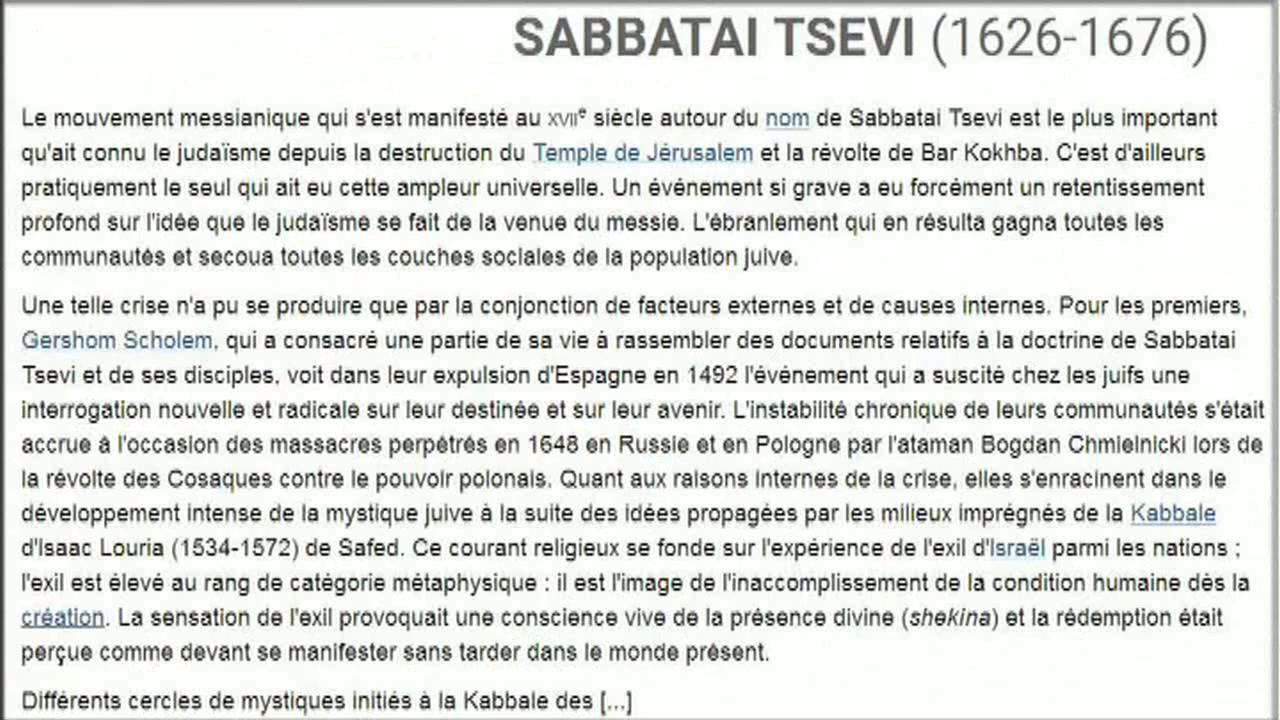 SABBATAI TSEVI (1626-1676)
Le mouvement messianique qui s'est manifesté au XVIIe siècle autour du nom de Sabbatai Tsevi est le plus important
qu'ait connu le judaïsme depuis la destruction du Temple de Jérusalem et la révolte de Bar Kokhba. C'est d'ailleurs
pratiquement le seul qui ait eu cette ampleur universelle. Un événement si grave a eu forcément un retentissement
profond sur l'idée que le judaïsme se fait de la venue du messie. L'ébranlement qui en résulta gagna toutes les
communautés et secoua toutes les couches sociales de la population juive.
Une telle crise n'a pu se produire que par la conjonction de facteurs externes et de causes internes. Pour les premiers,
Gershom Scholem, qui a consacré une partie de sa vie à rassembler des documents relatifs à la doctrine de Sabbatai
Tsevi et de ses disciples, voit dans leur expulsion d'Espagne en 1492 l'événement qui a suscité chez les juifs une
interrogation nouvelle et radicale sur leur destinée et sur leur avenir. L'instabilité chronique de leurs communautés s'était
accrue à l'occasion des massacres perpétrés en 1648 en Russie et en Pologne par l'ataman Bogdan Chmielnicki lors de
la révolte des Cosaques contre le pouvoir polonais. Quant aux raisons internes de la crise, elles s'enracinent dans le
développement intense de la mystique juive à la suite des idées propagées par les milieux imprégnés de la Kabbale
d'Isaac Louria (1534-1572) de Safed. Ce courant religieux se fonde sur l'expérience de l'exil d'Israël parmi les nations ;
l'exil est élevé au rang de catégorie métaphysique : il est l'image de l'inaccomplissement de la condition humaine dès la
création. La sensation de l'exil provoquait une conscience vive de la présence divine (shekina) et la rédemption était
perçue comme devant se manifester sans tarder dans le monde présent.
Différents cercles de mystiques initiés à la Kabbale des [...]